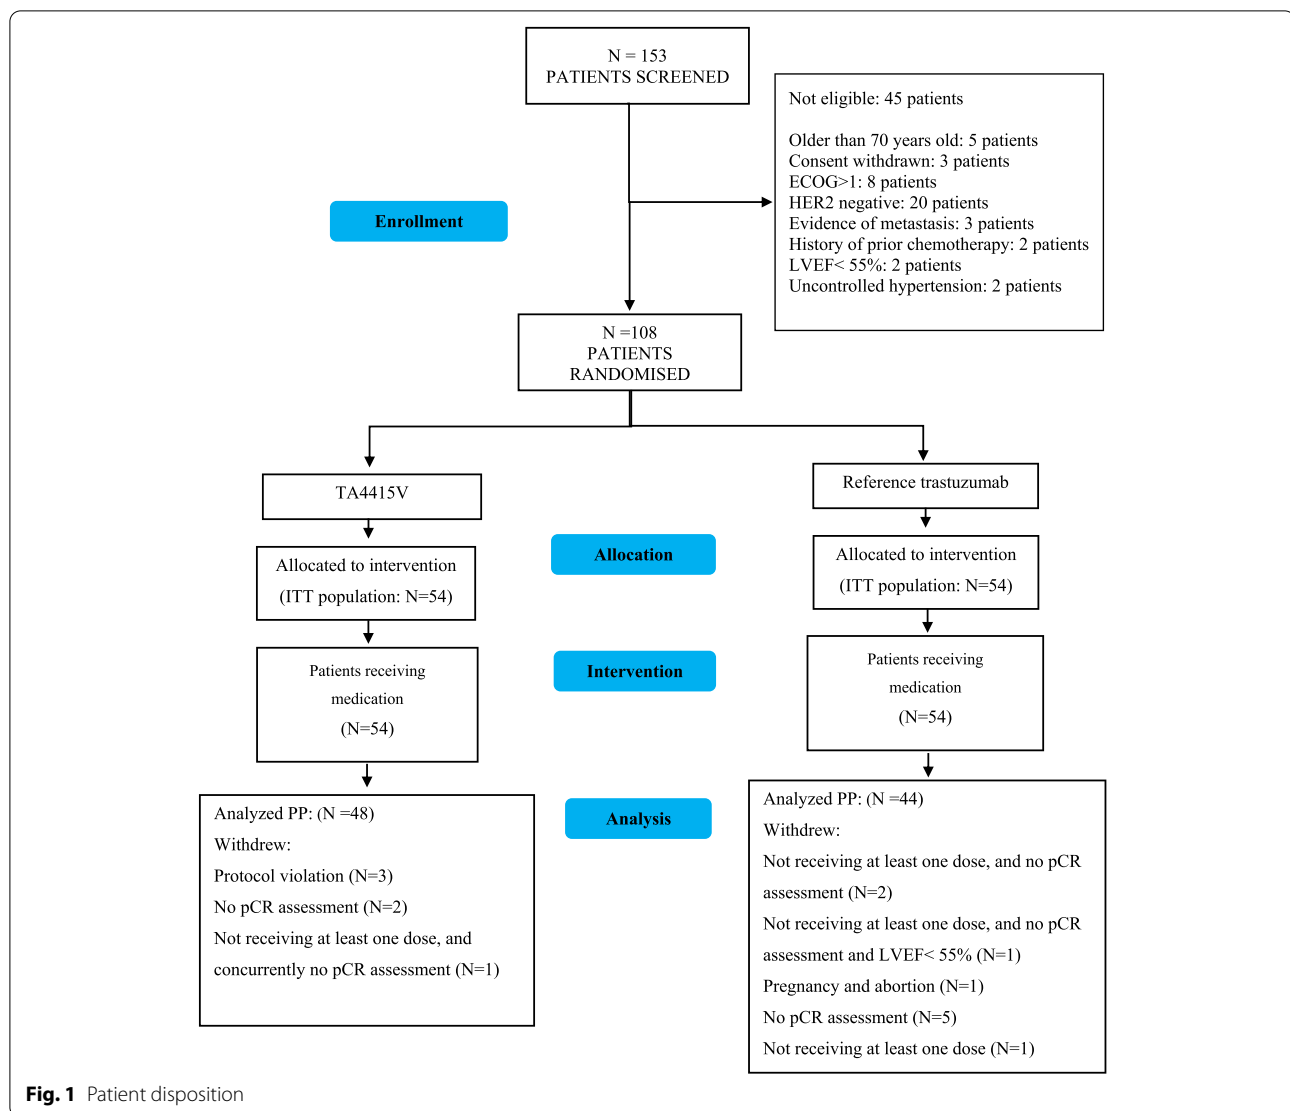 N = 153
PATIENTS SCREENED
Not eligible: 45 patients
Older than 70 years old: 5 patients
Consent withdrawn: 3 patients
ECOG>1: 8 patients
HER2 negative: 20 patients
Evidence of metastasis: 3 patients
History of prior chemotherapy: 2 patients
LVEF< 55%: 2 patients
Uncontrolled hypertension: 2 patients
Enrollment
N =108
PATIENTS
RANDOMISED
TA4415V
Reference trastuzumab
Allocation
Allocated to intervention
(ITT population: N=54)
Allocated to intervention
(ITT population: N=54)
Intervention
Patients receiving
medication
(N=54)
Patients receiving
medication
(N=54)
Analysis
Analyzed PP: (N =48)
Withdrew:
Protocol violation (N=3)
No pCR assessment (N=2)
Not receiving at least one dose, and
concurrently no pCR assessment (N=1)
Analyzed PP: (N =44)
Withdrew:
Not receiving at least one dose, and no pCR
assessment (N=2)
Not receiving at least one dose, and no pCR
assessment and LVEF< 55% (N=1)
Pregnancy and abortion (N=1)
No pCR assessment (N=5)
Not receiving at least one dose (N=1)
Fig. 1 Patient disposition